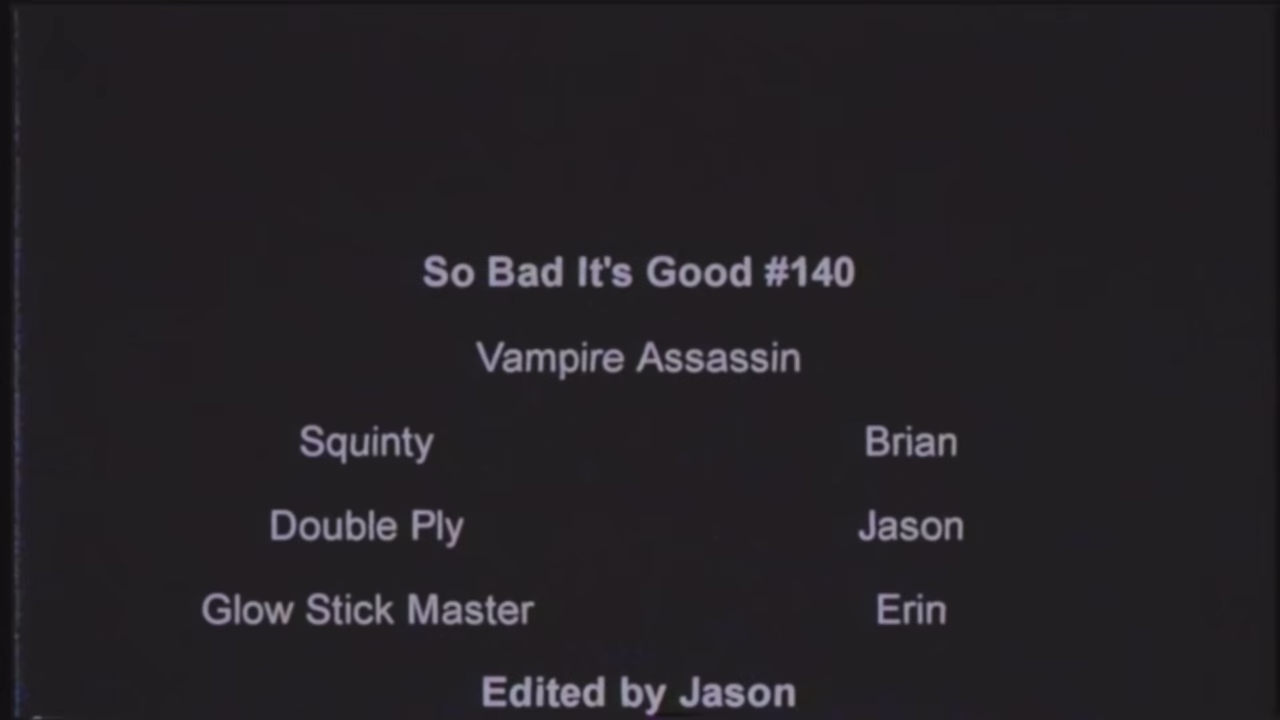 So Bad It's Good #140
Vampire Assassin
Squinty Brian
Double Ply Jason
Glow Stick Master Erin
Edited by Jason